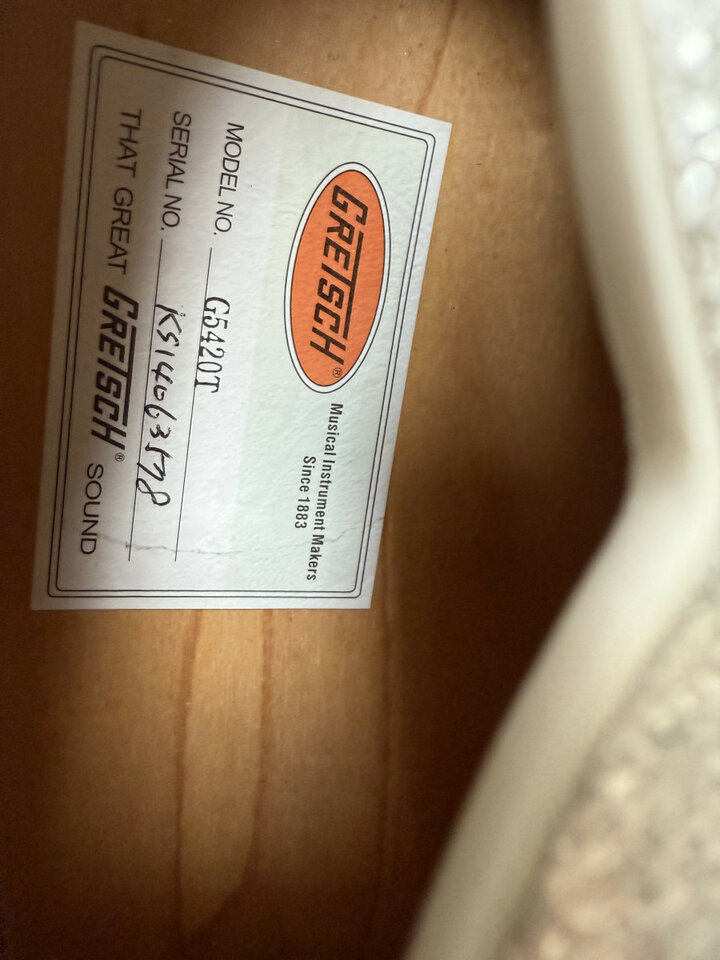 GRETSCH®
Musical Instrument Makers
Since 1883
MODEL NO. G5420T
SERIAL NO. KS14063578
THAT GREAT GRETSCH® SOUND